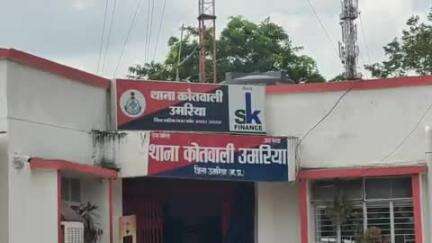 थाना कोतवाली
उमरिया
sk
FINANCE
थाना कोतवाली उमरिया
जिला उमरिया (म.प्र.)